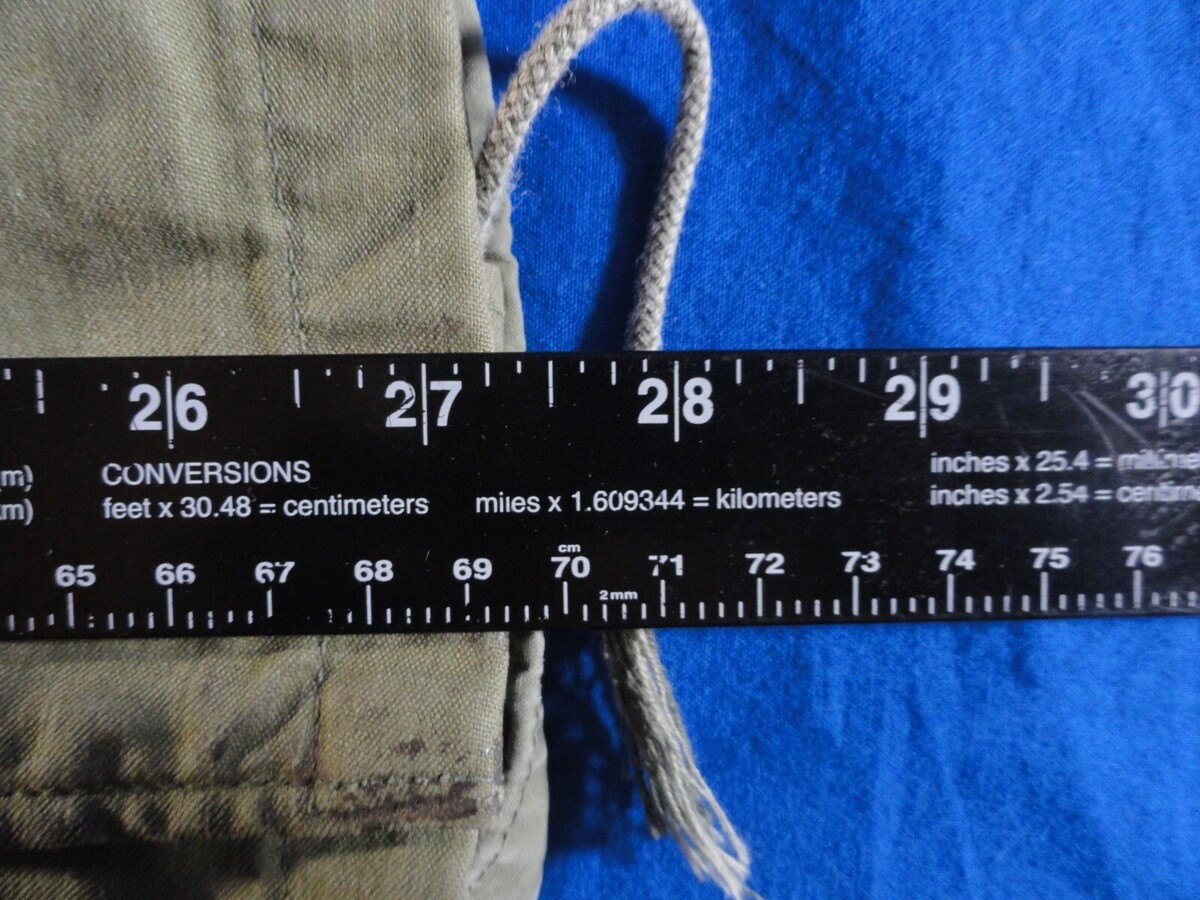 26 27 28 29 30
m) CONVERSIONS inches x 25.4 =
m) feet x 30.48 = centimeters miles x 1.609344 = kilometers inches x 2.54 =
cm
65 66 67 68 69 70 71 72 73 74 75 76
2mm